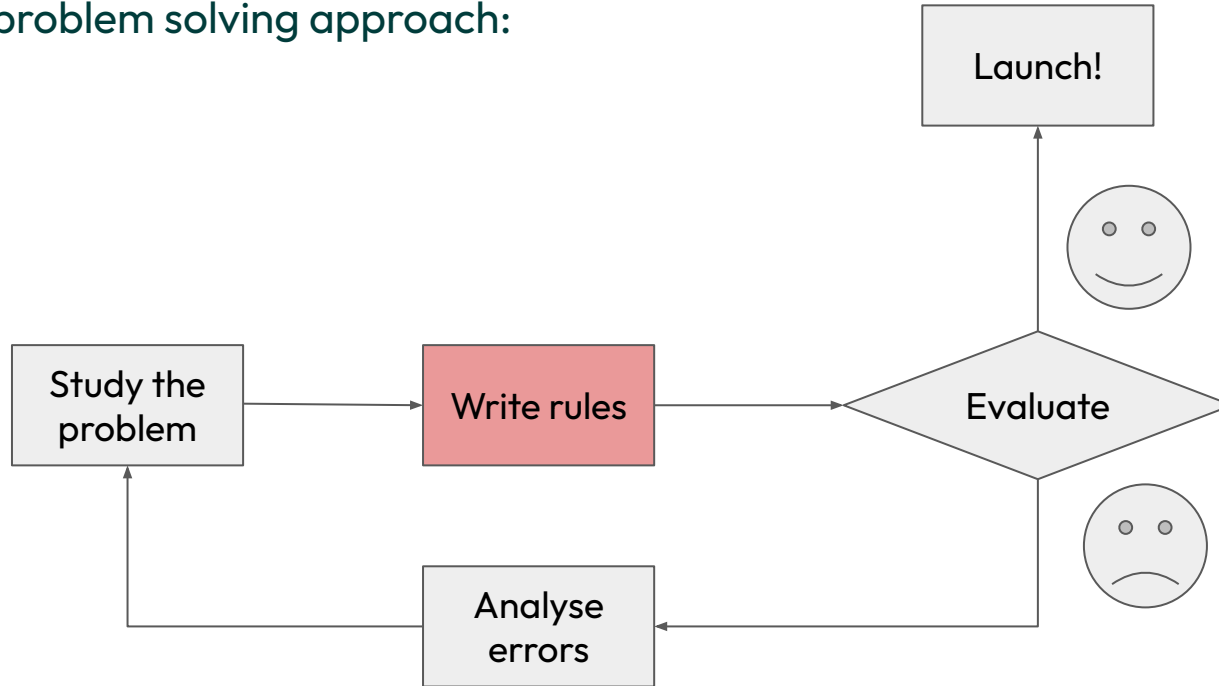 problem solving approach:
Launch!
Study the
problem
Write rules
Evaluate
Analyse
errors